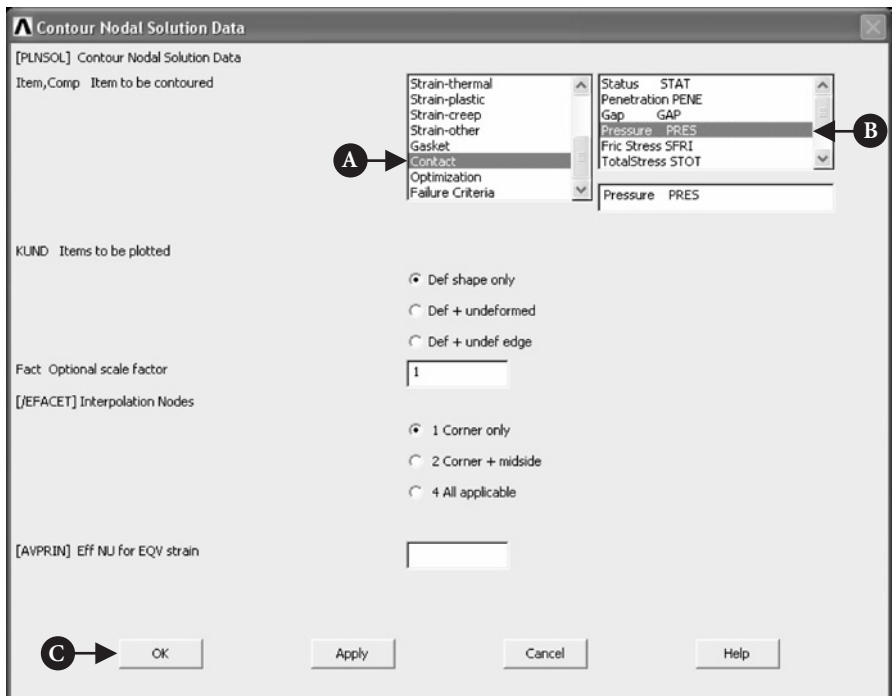 Contour Nodal Solution Data
[PLNSOL] Contour Nodal Solution Data
Item,Comp Item to be contoured
Strain-thermal
Strain-plastic
Strain-creep
Strain-other
Gasket
Contact
Optimization
Failure Criteria
A
Status STAT
Penetration PENE
Gap GAP
Pressure PRES
Fric Stress SFRI
TotalStress STOT
B
Pressure PRES
KUND Items to be plotted
Def shape only
Def + undeformed
Def + undef edge
Fact Optional scale factor
1
[/EFACET] Interpolation Nodes
1 Corner only
2 Corner + midside
4 All applicable
[AVPRIN] Eff NU for EQV strain
C
OK
Apply
Cancel
Help